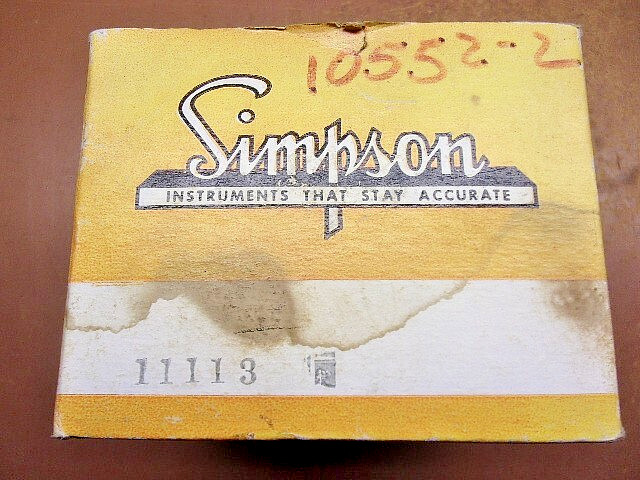 10552-2
Simpson
INSTRUMENTS THAT STAY ACCURATE
11113